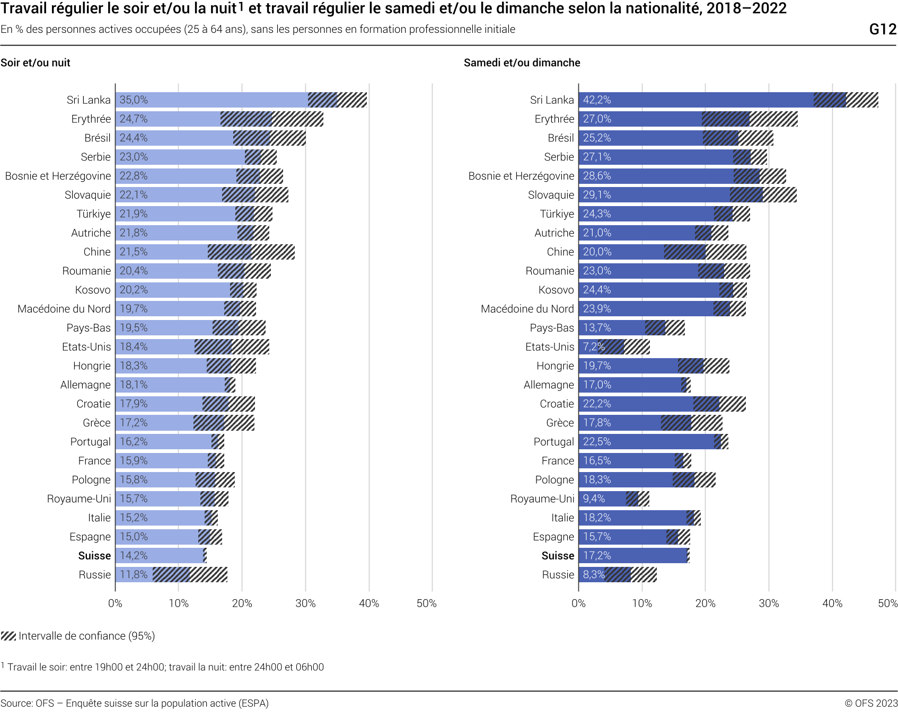 Travail régulier le soir et/ou la nuit¹ et travail régulier le samedi et/ou le dimanche selon la nationalité, 2018–2022
En % des personnes actives occupées (25 à 64 ans), sans les personnes en formation professionnelle initiale
G12
Soir et/ou nuit
Sri Lanka 35,0%
Erythrée 24,7%
Brésil 24,4%
Serbie 23,0%
Bosnie et Herzégovine 22,8%
Slovaquie 22,1%
Türkiye 21,9%
Autriche 21,8%
Chine 21,5%
Roumanie 20,4%
Kosovo 20,2%
Macédoine du Nord 19,7%
Pays-Bas 19,5%
Etats-Unis 18,4%
Hongrie 18,3%
Allemagne 18,1%
Croatie 17,9%
Grèce 17,2%
Portugal 16,2%
France 15,9%
Pologne 15,8%
Royaume-Uni 15,7%
Italie 15,2%
Espagne 15,0%
Suisse 14,2%
Russie 11,8%
0% 10% 20% 30% 40% 50%
Samedi et/ou dimanche
Sri Lanka 42,2%
Erythrée 27,0%
Brésil 25,2%
Serbie 27,1%
Bosnie et Herzégovine 28,6%
Slovaquie 29,1%
Türkiye 24,3%
Autriche 21,0%
Chine 20,0%
Roumanie 23,0%
Kosovo 24,4%
Macédoine du Nord 23,9%
Pays-Bas 13,7%
Etats-Unis 7,2%
Hongrie 19,7%
Allemagne 17,0%
Croatie 22,2%
Grèce 17,8%
Portugal 22,5%
France 16,5%
Pologne 18,3%
Royaume-Uni 9,4%
Italie 18,2%
Espagne 15,7%
Suisse 17,2%
Russie 8,3%
0% 10% 20% 30% 40% 50%
Intervalle de confiance (95%)
¹ Travail le soir: entre 19h00 et 24h00; travail la nuit: entre 24h00 et 06h00
Source: OFS – Enquête suisse sur la population active (ESPA)
© OFS 2023